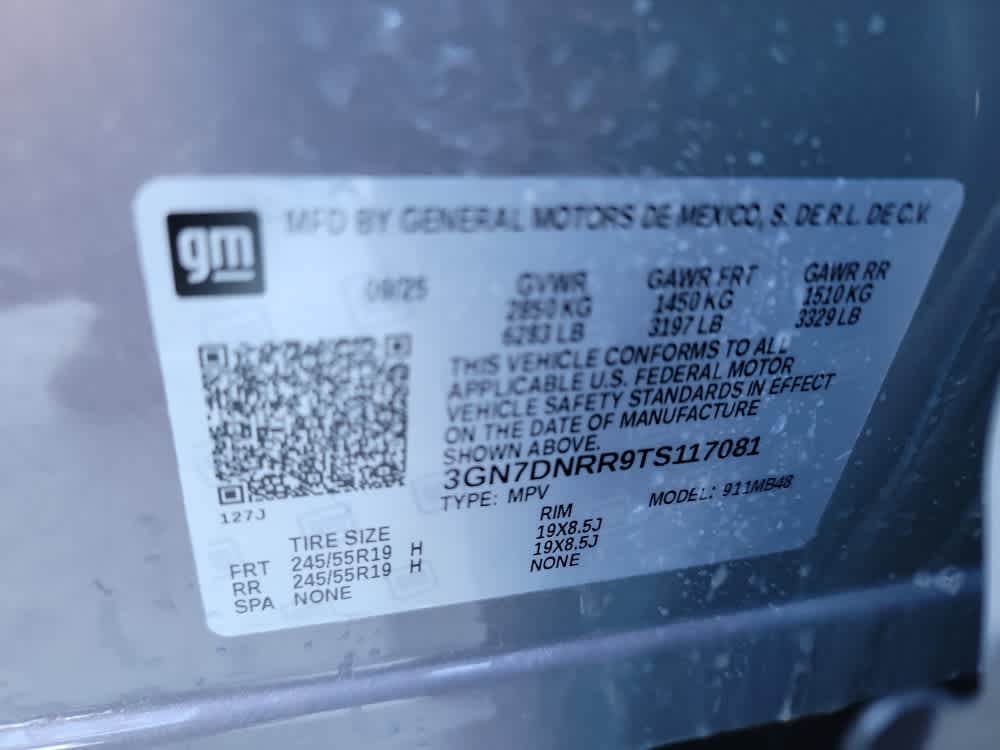 gm
MFD BY GENERAL MOTORS DE MEXICO, S. DE R.L. DE C.V.
09/25 GVWR GAWR FRT GAWR RR
2850 KG 1450 KG 1510 KG
6283 LB 3197 LB 3329 LB
THIS VEHICLE CONFORMS TO ALL
APPLICABLE U.S. FEDERAL MOTOR
VEHICLE SAFETY STANDARDS IN EFFECT
ON THE DATE OF MANUFACTURE
SHOWN ABOVE.
3GN7DNRR9TS117081
TYPE: MPV MODEL: 911MB48
127J
TIRE SIZE RIM
FRT 245/55R19 H 19X8.5J
RR 245/55R19 H 19X8.5J
SPA NONE NONE